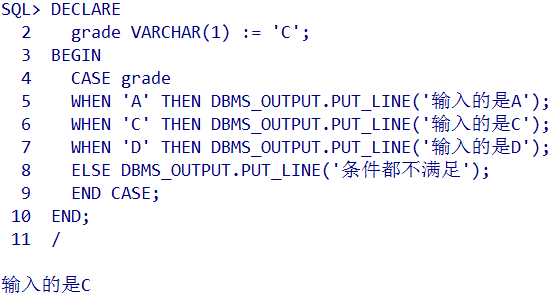 SQL> DECLARE
  2    grade VARCHAR(1) := 'C';
  3  BEGIN
  4    CASE grade
  5    WHEN 'A' THEN DBMS_OUTPUT.PUT_LINE('输入的是A');
  6    WHEN 'C' THEN DBMS_OUTPUT.PUT_LINE('输入的是C');
  7    WHEN 'D' THEN DBMS_OUTPUT.PUT_LINE('输入的是D');
  8    ELSE DBMS_OUTPUT.PUT_LINE('条件都不满足');
  9    END CASE;
 10  END;
 11  /
输入的是C